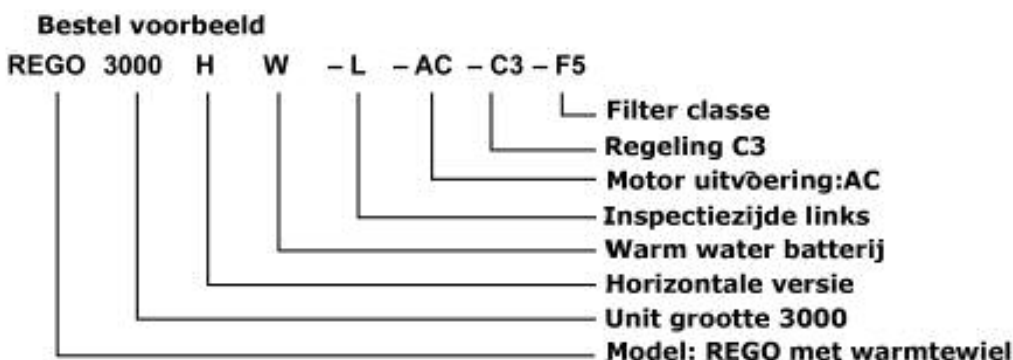 Bestel voorbeeld
REGO 3000 H W – L – AC – C3 – F5
Filter classe
Regeling C3
Motor uitvoering:AC
Inspectiezijde links
Warm water batterij
Horizontale versie
Unit grootte 3000
Model: REGO met warmtewiel